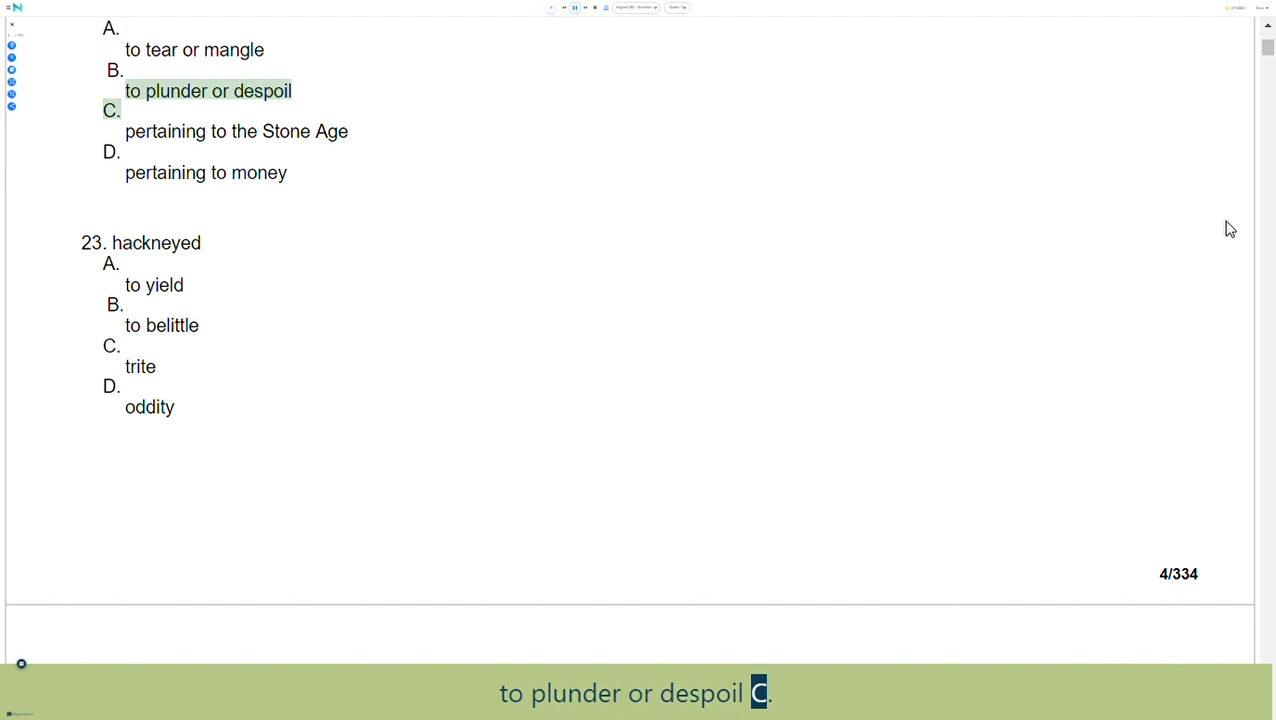 A.
to tear or mangle
B.
to plunder or despoil
C.
pertaining to the Stone Age
D.
pertaining to money
23. hackneyed
A.
to yield
B.
to belittle
C.
trite
D.
oddity
4/334
to plunder or despoil C.